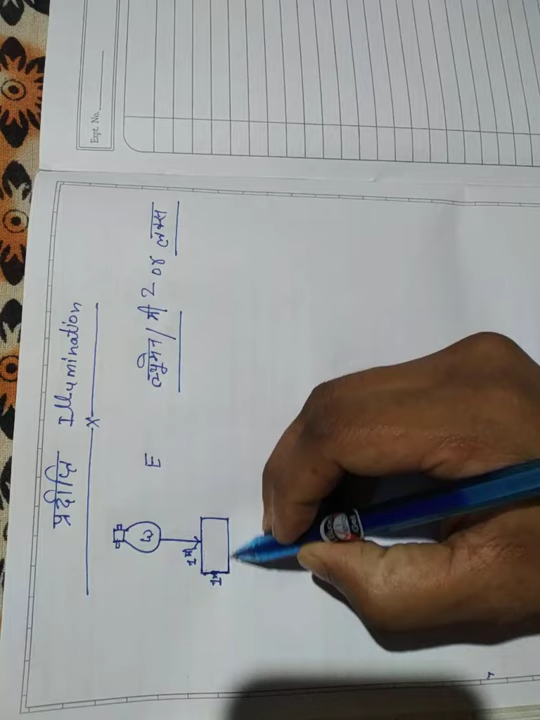 Expt. No.
प्रदीप्ति Illumination
x
E ल्युमेन/मी2 or लक्स
ω
1म
1म